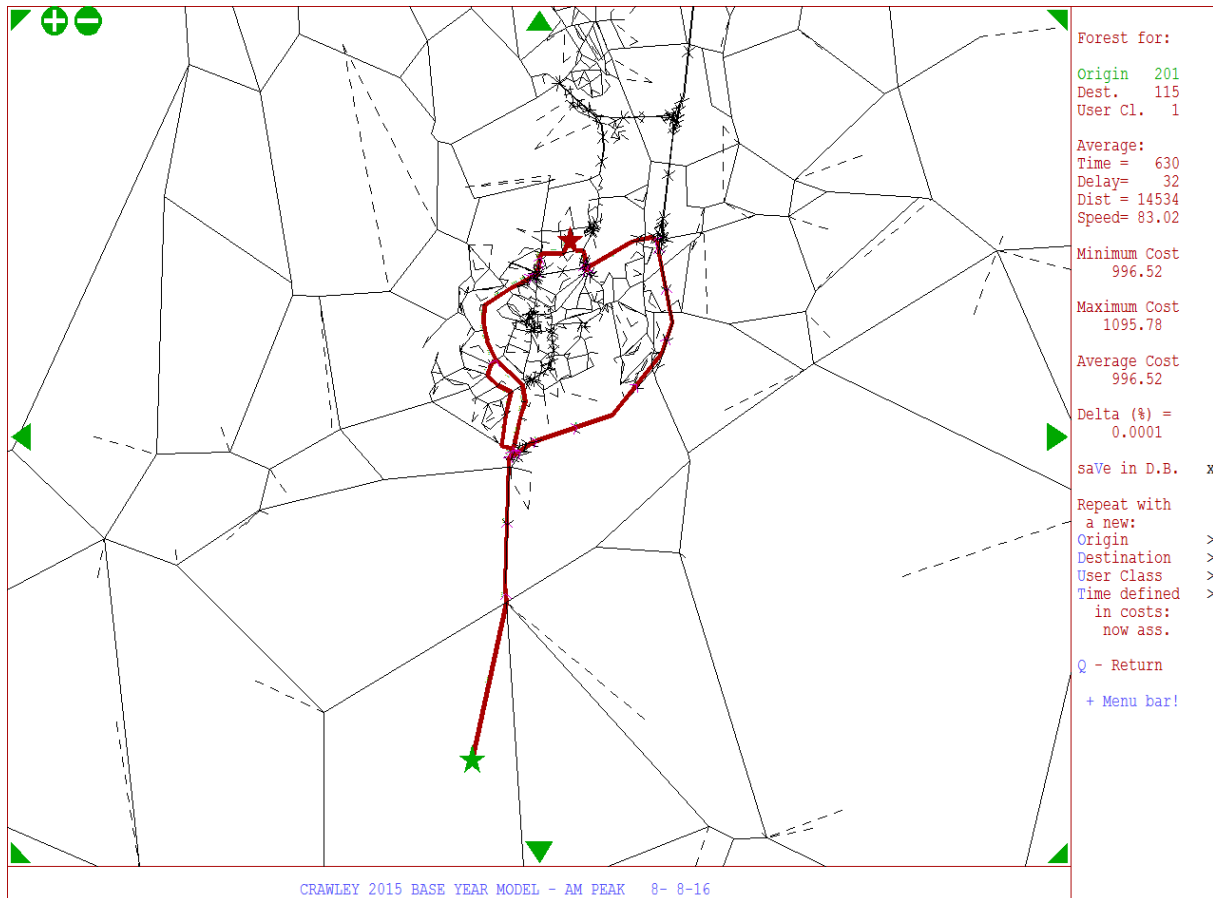 Forest for:
Origin 201
Dest. 115
User Cl. 1
Average:
Time = 630
Delay= 32
Dist = 14534
Speed= 83.02
Minimum Cost
996.52
Maximum Cost
1095.78
Average Cost
996.52
Delta (%) =
0.0001
saVe in D.B. x
Repeat with
a new:
Origin >
Destination >
User Class >
Time defined >
in costs:
now ass.
Q - Return
+ Menu bar!
CRAWLEY 2015 BASE YEAR MODEL - AM PEAK 8- 8-16